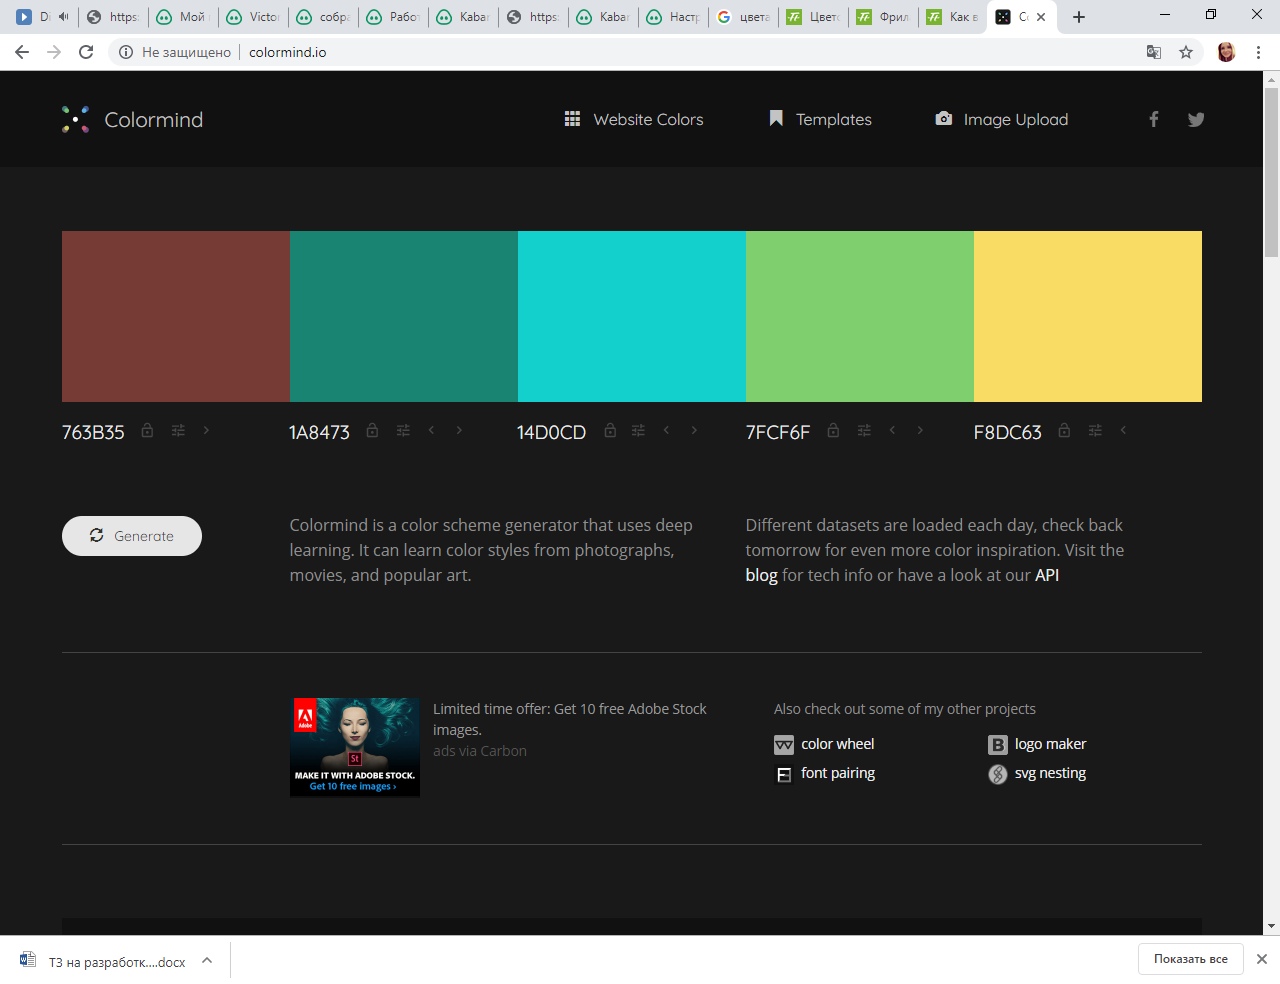 https:
Мой
Victo
собра
Работ
Kabar
https:
Kabar
Настр
цвета
Цвето
Фрил
Как в
Не защищено
colormind.io
Colormind
Website Colors
Templates
Image Upload
763B35
1A8473
14D0CD
7FCF6F
F8DC63
Generate
Colormind is a color scheme generator that uses deep
learning. It can learn color styles from photographs,
movies, and popular art.
Different datasets are loaded each day, check back
tomorrow for even more color inspiration. Visit the
blog for tech info or have a look at our API
Adobe
St
MAKE IT WITH ADOBE STOCK.
Get 10 free images ›
Limited time offer: Get 10 free Adobe Stock
images.
ads via Carbon
Also check out some of my other projects
color wheel
logo maker
font pairing
svg nesting
ТЗ на разработк....docx
Показать все